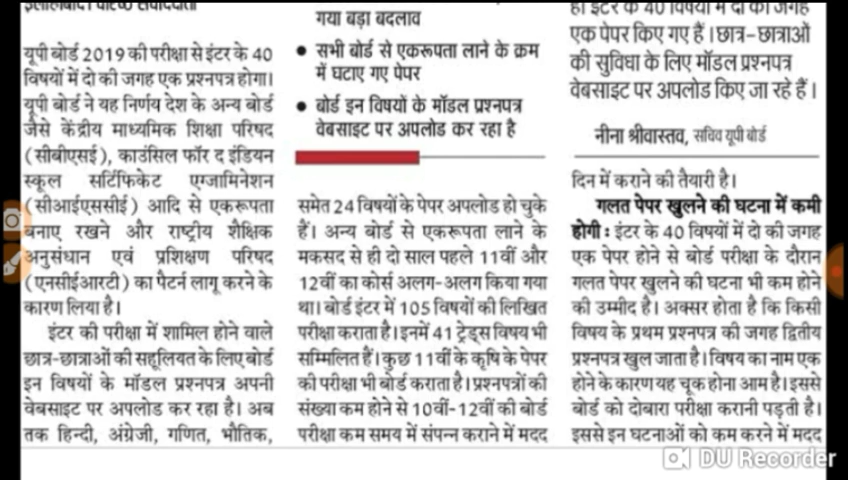 इलाहाबाद। वरिष्ठ संवाददाता
यूपी बोर्ड 2019 की परीक्षा से इंटर के 40
विषयों में दो की जगह एक प्रश्नपत्र होगा।
यूपी बोर्ड ने यह निर्णय देश के अन्य बोर्ड
जैसे केंद्रीय माध्यमिक शिक्षा परिषद
(सीबीएसई), काउंसिल फॉर द इंडियन
स्कूल सर्टिफिकेट एग्जामिनेशन
(सीआईएससीई) आदि से एकरूपता
बनाए रखने और राष्ट्रीय शैक्षिक
अनुसंधान एवं प्रशिक्षण परिषद
(एनसीईआरटी) का पैटर्न लागू करने के
कारण लिया है।
इंटर की परीक्षा में शामिल होने वाले
छात्र-छात्राओं की सहूलियत के लिए बोर्ड
इन विषयों के मॉडल प्रश्नपत्र अपनी
वेबसाइट पर अपलोड कर रहा है। अब
तक हिन्दी, अंग्रेजी, गणित, भौतिक,
गया बड़ा बदलाव
● सभी बोर्ड से एकरूपता लाने के क्रम
में घटाए गए पेपर
● बोर्ड इन विषयों के मॉडल प्रश्नपत्र
वेबसाइट पर अपलोड कर रहा है
समेत 24 विषयों के पेपर अपलोड हो चुके
हैं। अन्य बोर्ड से एकरूपता लाने के
मकसद से ही दो साल पहले 11वीं और
12वीं का कोर्स अलग-अलग किया गया
था। बोर्ड इंटर में 105 विषयों की लिखित
परीक्षा कराता है। इनमें 41 ट्रेड्स विषय भी
सम्मिलित हैं। कुछ 11वीं के कृषि के पेपर
की परीक्षा भी बोर्ड कराता है। प्रश्नपत्रों की
संख्या कम होने से 10वीं-12वीं की बोर्ड
परीक्षा कम समय में संपन्न कराने में मदद
ही इंटर के 40 विषयों में दो की जगह
एक पेपर किए गए हैं। छात्र-छात्राओं
की सुविधा के लिए मॉडल प्रश्नपत्र
वेबसाइट पर अपलोड किए जा रहे हैं।
नीना श्रीवास्तव, सचिव यूपी बोर्ड
दिन में कराने की तैयारी है।
गलत पेपर खुलने की घटना में कमी
होगी : इंटर के 40 विषयों में दो की जगह
एक पेपर होने से बोर्ड परीक्षा के दौरान
गलत पेपर खुलने की घटना भी कम होने
की उम्मीद है। अक्सर होता है कि किसी
विषय के प्रथम प्रश्नपत्र की जगह द्वितीय
प्रश्नपत्र खुल जाता है। विषय का नाम एक
होने के कारण यह चूक होना आम है। इससे
बोर्ड को दोबारा परीक्षा करानी पड़ती है।
इससे इन घटनाओं को कम करने में मदद
DU Recorder